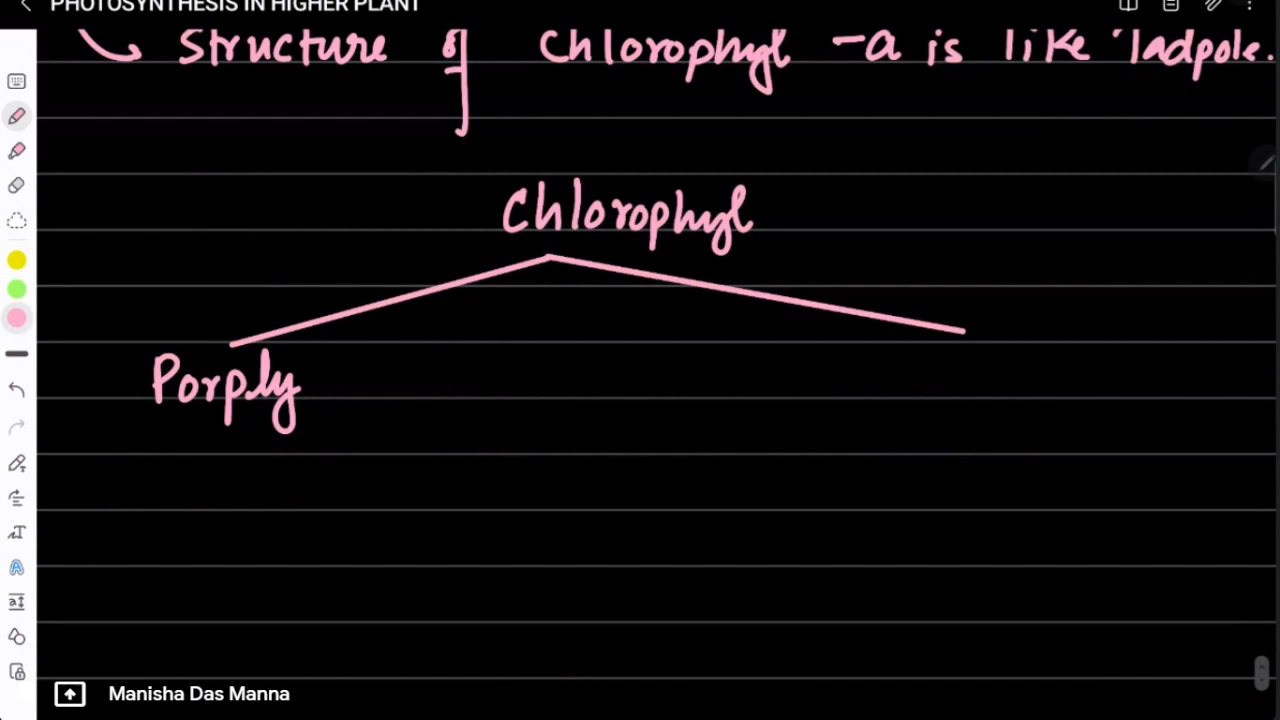 PHOTOSYNTHESIS IN HIGHER PLANT
Structure of Chlorophyl -a is like Tadpole.
Chlorophyl
Porphy
Manisha Das Manna